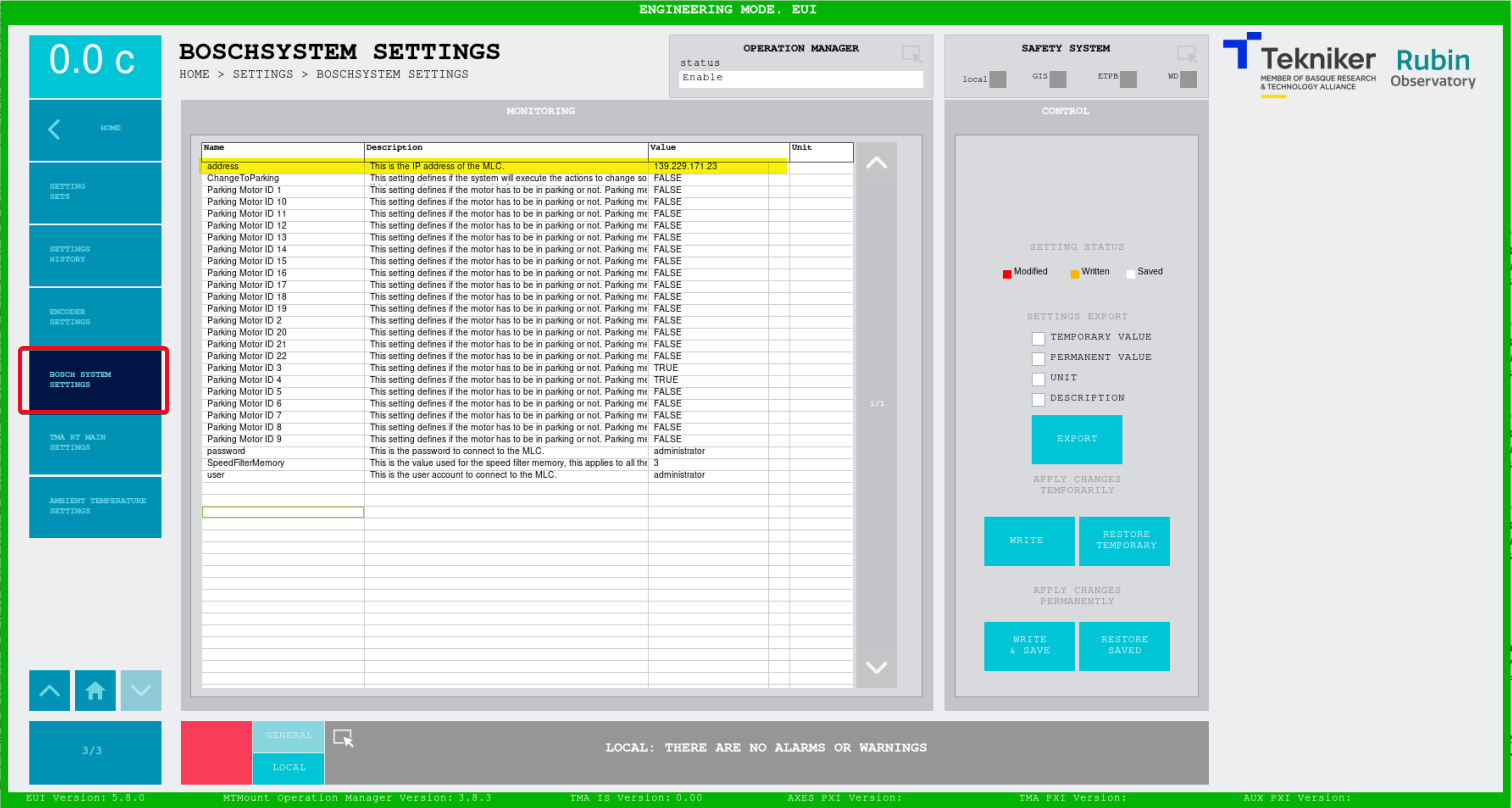 ENGINEERING MODE. EUI
0.0 c
BOSCHSYSTEM SETTINGS
HOME > SETTINGS > BOSCHSYSTEM SETTINGS
OPERATION MANAGER
status
Enable
SAFETY SYSTEM
local GIS ETPB WD
Tekniker
MEMBER OF BASQUE RESEARCH
& TECHNOLOGY ALLIANCE
Rubin
Observatory
HOME
SETTING
SETS
SETTINGS
HISTORY
ENCODER
SETTINGS
BOSCH SYSTEM
SETTINGS
TMA RT MAIN
SETTINGS
AMBIENT TEMPERATURE
SETTINGS
3/3
MONITORING
Name Description Value Unit
address This is the IP address of the MLC. 139.229.171.23
ChangeToParking This setting defines if the system will execute the actions to change so FALSE
Parking Motor ID 1 This setting defines if the motor has to be in parking or not. Parking me FALSE
Parking Motor ID 10 This setting defines if the motor has to be in parking or not. Parking me FALSE
Parking Motor ID 11 This setting defines if the motor has to be in parking or not. Parking me FALSE
Parking Motor ID 12 This setting defines if the motor has to be in parking or not. Parking me FALSE
Parking Motor ID 13 This setting defines if the motor has to be in parking or not. Parking me FALSE
Parking Motor ID 14 This setting defines if the motor has to be in parking or not. Parking me FALSE
Parking Motor ID 15 This setting defines if the motor has to be in parking or not. Parking me FALSE
Parking Motor ID 16 This setting defines if the motor has to be in parking or not. Parking me FALSE
Parking Motor ID 17 This setting defines if the motor has to be in parking or not. Parking me FALSE
Parking Motor ID 18 This setting defines if the motor has to be in parking or not. Parking me FALSE
Parking Motor ID 19 This setting defines if the motor has to be in parking or not. Parking me FALSE
Parking Motor ID 2 This setting defines if the motor has to be in parking or not. Parking me FALSE
Parking Motor ID 20 This setting defines if the motor has to be in parking or not. Parking me FALSE
Parking Motor ID 21 This setting defines if the motor has to be in parking or not. Parking me FALSE
Parking Motor ID 22 This setting defines if the motor has to be in parking or not. Parking me FALSE
Parking Motor ID 3 This setting defines if the motor has to be in parking or not. Parking me TRUE
Parking Motor ID 4 This setting defines if the motor has to be in parking or not. Parking me TRUE
Parking Motor ID 5 This setting defines if the motor has to be in parking or not. Parking me FALSE
Parking Motor ID 6 This setting defines if the motor has to be in parking or not. Parking me FALSE
Parking Motor ID 7 This setting defines if the motor has to be in parking or not. Parking me FALSE
Parking Motor ID 8 This setting defines if the motor has to be in parking or not. Parking me FALSE
Parking Motor ID 9 This setting defines if the motor has to be in parking or not. Parking me FALSE
password This is the password to connect to the MLC. administrator
SpeedFilterMemory This is the value used for the speed filter memory, this applies to all the 3
user This is the user account to connect to the MLC. administrator
1/1
CONTROL
SETTING STATUS
Modified Written Saved
SETTINGS EXPORT
TEMPORARY VALUE
PERMANENT VALUE
UNIT
DESCRIPTION
EXPORT
APPLY CHANGES
TEMPORARILY
WRITE
RESTORE
TEMPORARY
APPLY CHANGES
PERMANENTLY
WRITE
& SAVE
RESTORE
SAVED
GENERAL
LOCAL
LOCAL: THERE ARE NO ALARMS OR WARNINGS
EUI Version: 5.8.0 MTMount Operation Manager Version: 3.8.3 TMA IS Version: 0.00 AXES PXI Version: TMA PXI Version: AUX PXI Version: